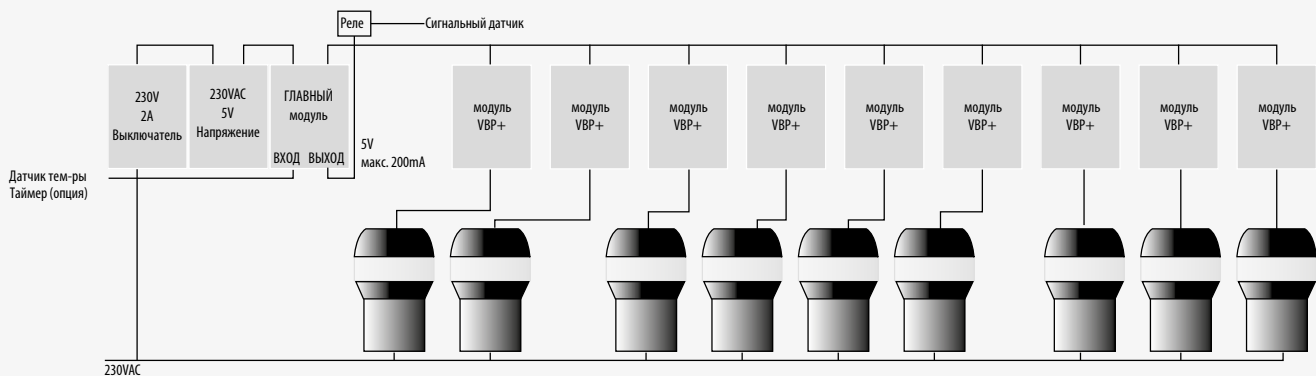 Реле
Сигнальный датчик
230V
2A
Выключатель
230VAC
5V
Напряжение
ГЛАВНЫЙ
модуль
ВХОД ВЫХОД
5V
макс. 200mA
модуль
VBP+
модуль
VBP+
модуль
VBP+
модуль
VBP+
модуль
VBP+
модуль
VBP+
модуль
VBP+
модуль
VBP+
модуль
VBP+
Датчик тем-ры
Таймер (опция)
230VAC